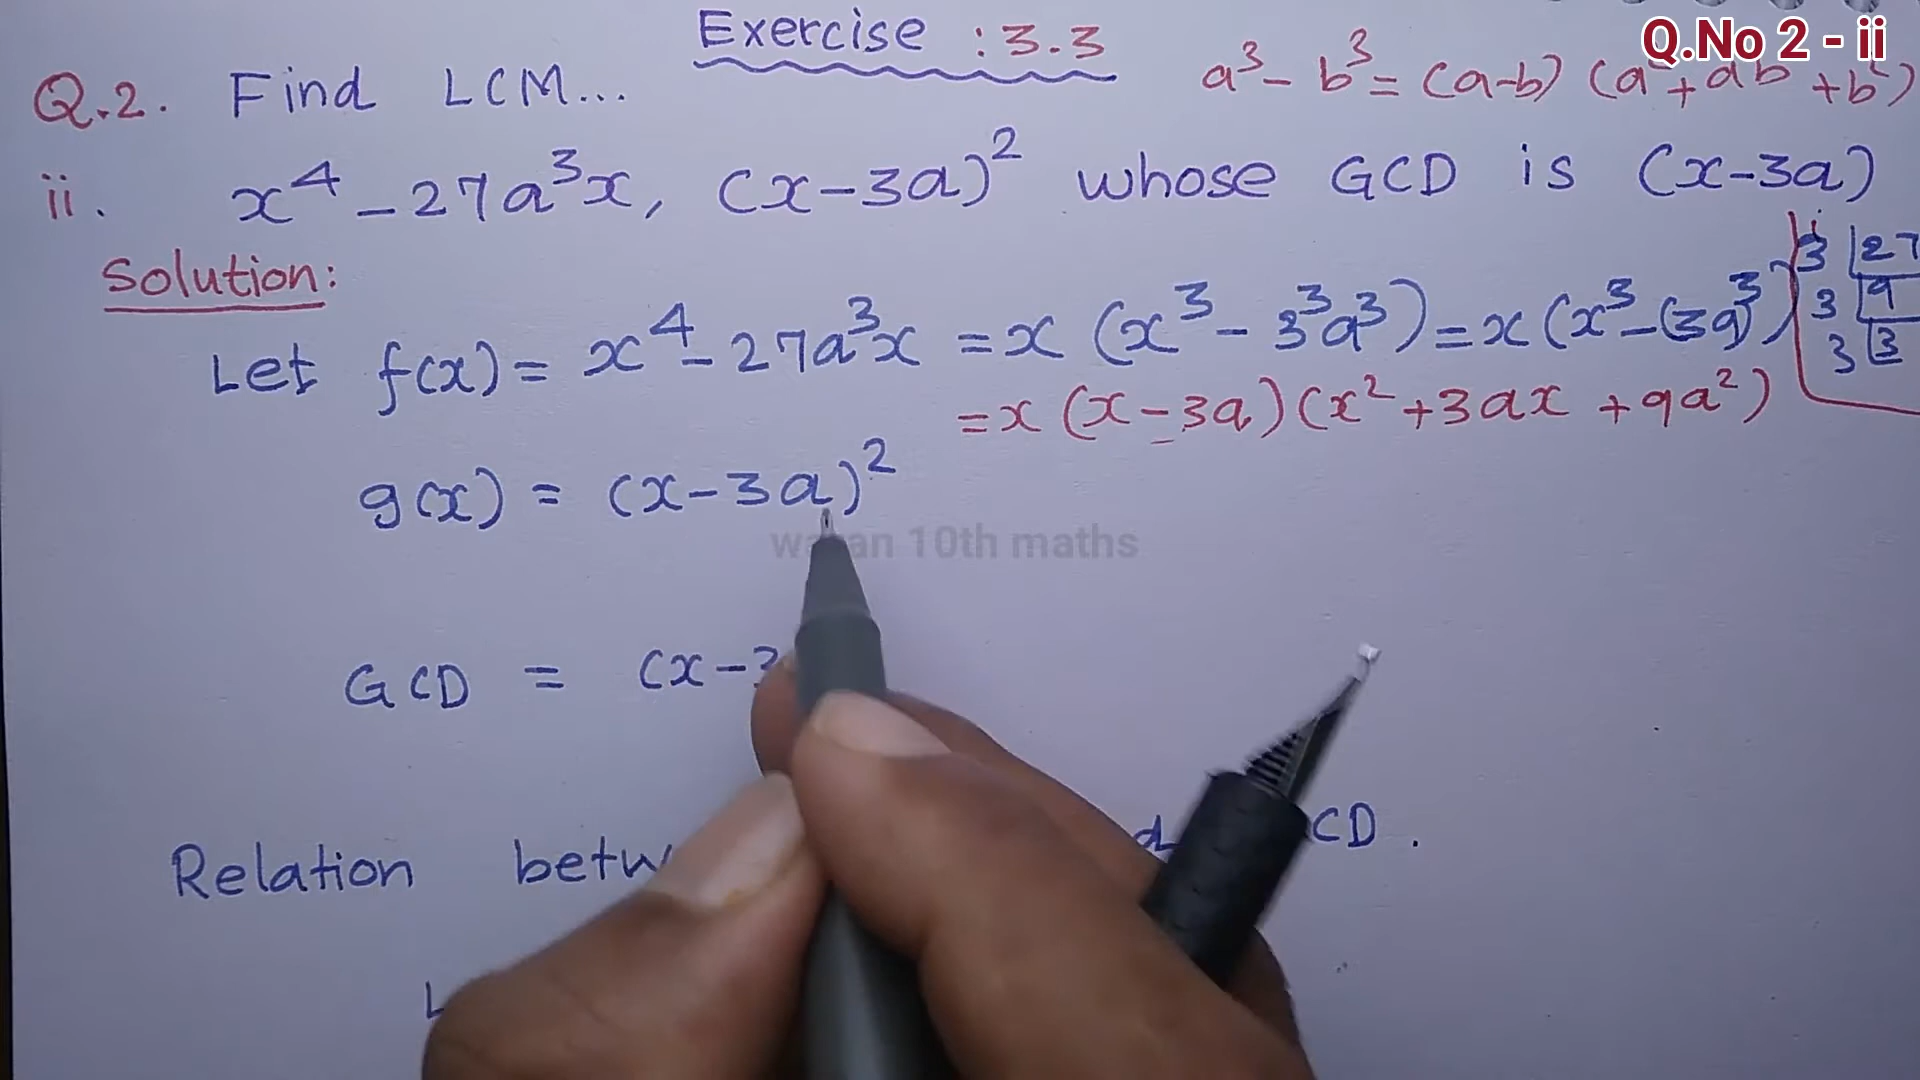 Q.No 2 - ii
Exercise : 3.3
a³ - b³ = (a-b) (a²+ab+b²)
Q.2. Find LCM...
ii. x⁴ - 27a³x, (x-3a)² whose GCD is (x-3a)
Solution:
3 27
3 9
3 3
Let f(x) = x⁴ - 27a³x = x (x³ - 3³a³) = x (x³ - (3a)³)
= x (x - 3a) (x² + 3ax + 9a²)
g(x) = (x-3a)²
10th maths
GCD = (x-3
Relation CD.